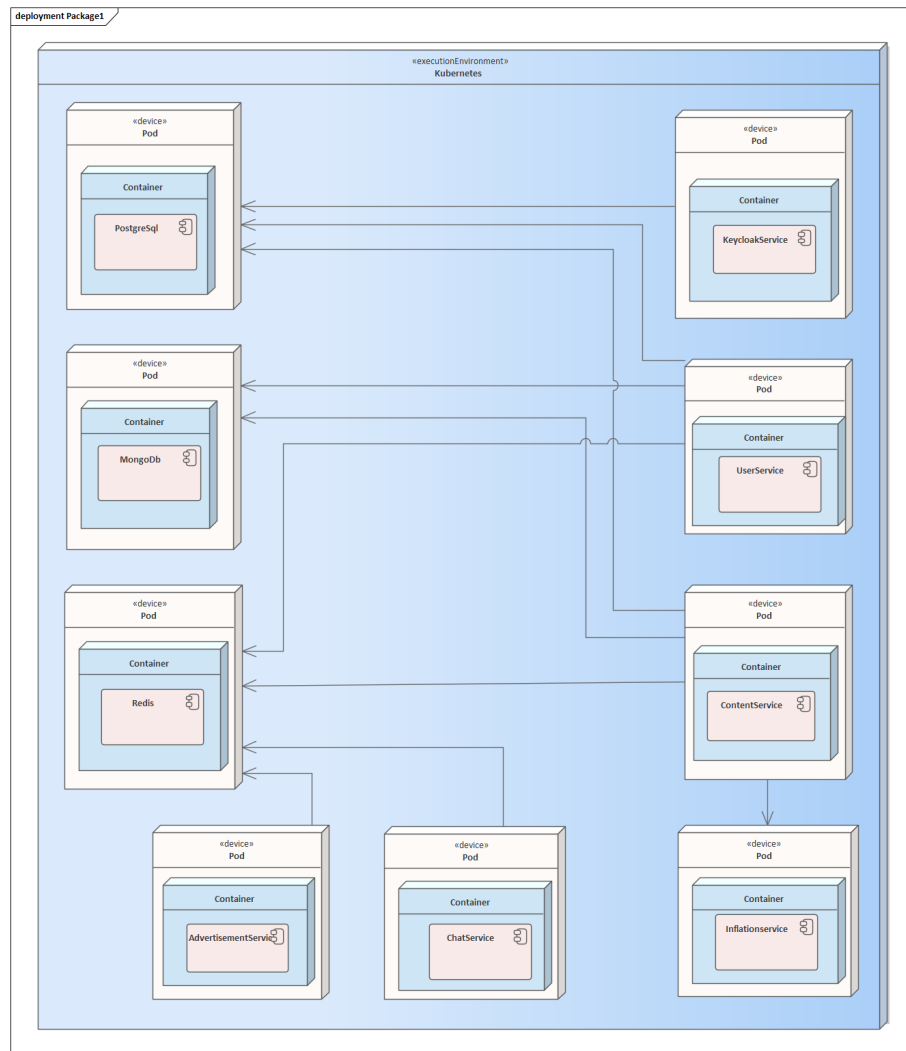 deployment Package1
«executionEnvironment»
Kubernetes
«device»
Pod
Container
PostgreSql
«device»
Pod
Container
KeycloakService
«device»
Pod
Container
MongoDb
«device»
Pod
Container
UserService
«device»
Pod
Container
Redis
«device»
Pod
Container
ContentService
«device»
Pod
Container
AdvertisementServic
«device»
Pod
Container
ChatService
«device»
Pod
Container
Inflationservice